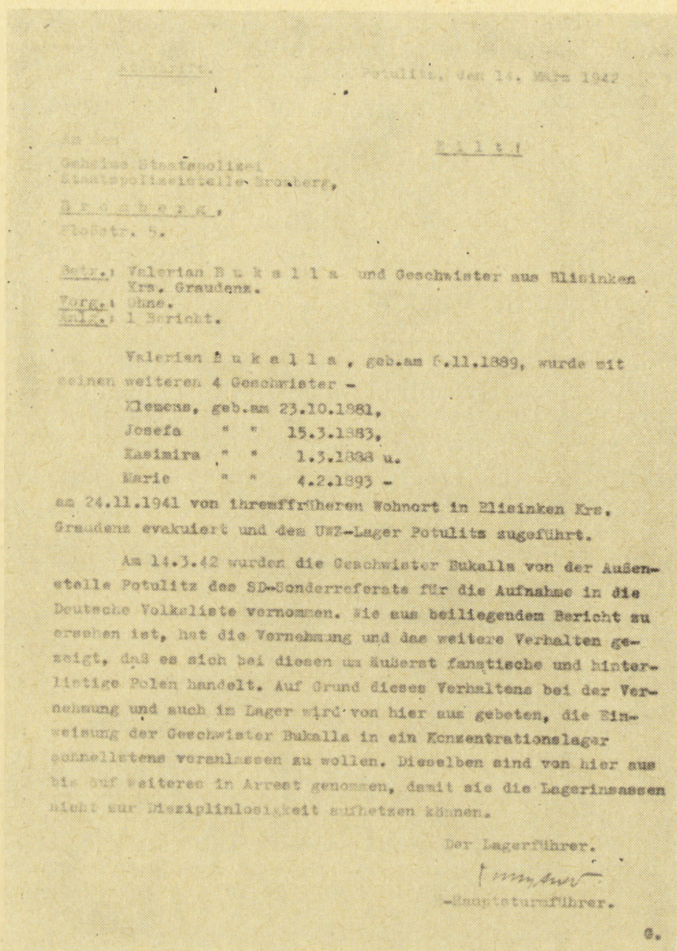 Abschrift. Potulitz, den 14. März 1942
An den
E i l t !
Geheime Staatspolizei
Staatspolizeistelle Bromberg,
B r o m b e r g ,
Floßstr. 5.
Betr.: Valerian B u k a l l a und Geschwister aus Elisinken
Krs. Graudenz.
Vorg.: Ohne.
Anlg.: 1 Bericht.
Valerian B u k a l l a , geb.am 6.11.1889, wurde mit
seinen weiteren 4 Geschwister -
Klemens, geb.am 23.10.1881,
Josefa " " 15.3.1883,
Kasimira " " 1.3.1888 u.
Marie " " 4.2.1893 -
am 24.11.1941 von ihremffrüheren Wohnort in Elisinken Krs.
Graudenz evakuiert und dem UWZ-Lager Potulitz zugeführt.
Am 14.3.42 wurden die Geschwister Bukalla von der Außen-
stelle Potulitz des SD-Sonderreferats für die Aufnahme in die
Deutsche Volksliste vernommen. Wie aus beiliegendem Bericht zu
ersehen ist, hat die Vernehmung und das weitere Verhalten ge-
zeigt, daß es sich bei diesen um äußerst fanatische und hinter-
listige Polen handelt. Auf Grund dieses Verhaltens bei der Ver-
nehmung und auch im Lager wird von hier aus gebeten, die Ein-
weisung der Geschwister Bukalla in ein Konzentrationslager
schnellstens veranlassen zu wollen. Dieselben sind von hier aus
bis auf weiteres in Arrest genommen, damit sie die Lagerinsassen
nicht zur Disziplinlosigkeit aufhetzen können.
Der Lagerführer.
-Hauptsturmführer.
G.